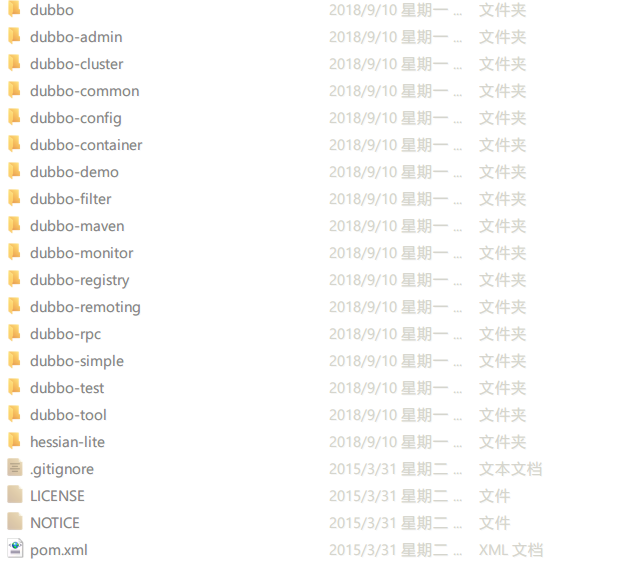 dubbo 2018/9/10 星期一 ... 文件夹
dubbo-admin 2018/9/10 星期一 ... 文件夹
dubbo-cluster 2018/9/10 星期一 ... 文件夹
dubbo-common 2018/9/10 星期一 ... 文件夹
dubbo-config 2018/9/10 星期一 ... 文件夹
dubbo-container 2018/9/10 星期一 ... 文件夹
dubbo-demo 2018/9/10 星期一 ... 文件夹
dubbo-filter 2018/9/10 星期一 ... 文件夹
dubbo-maven 2018/9/10 星期一 ... 文件夹
dubbo-monitor 2018/9/10 星期一 ... 文件夹
dubbo-registry 2018/9/10 星期一 ... 文件夹
dubbo-remoting 2018/9/10 星期一 ... 文件夹
dubbo-rpc 2018/9/10 星期一 ... 文件夹
dubbo-simple 2018/9/10 星期一 ... 文件夹
dubbo-test 2018/9/10 星期一 ... 文件夹
dubbo-tool 2018/9/10 星期一 ... 文件夹
hessian-lite 2018/9/10 星期一 ... 文件夹
.gitignore 2015/3/31 星期二 ... 文本文档
LICENSE 2015/3/31 星期二 ... 文件
NOTICE 2015/3/31 星期二 ... 文件
pom.xml 2015/3/31 星期二 ... XML 文档